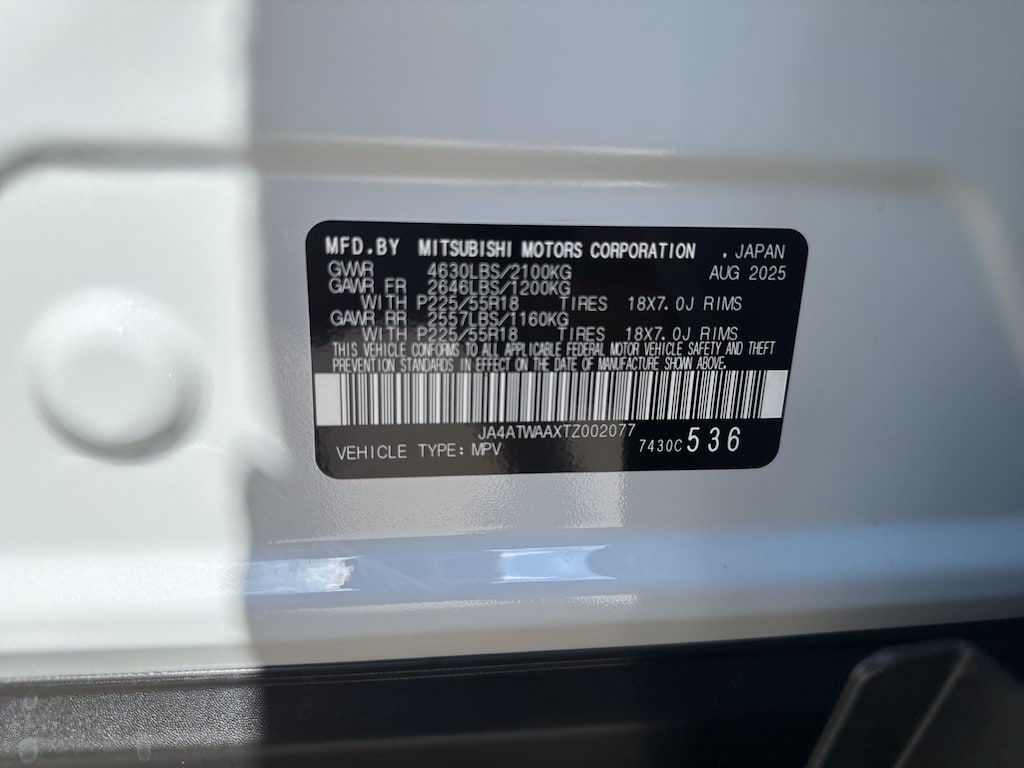 MFD.BY MITSUBISHI MOTORS CORPORATION , JAPAN
AUG 2025
GWVR 4630LBS/2100KG
GAWR FR 2646LBS/1200KG
WITH P225/55R18 TIRES 18X7.0J RIMS
GAWR RR 2557LBS/1160KG
WITH P225/55R18 TIRES 18X7.0J RIMS
THIS VEHICLE CONFORMS TO ALL APPLICABLE FEDERAL MOTOR VEHICLE SAFETY AND THEFT
PREVENTION STANDARDS IN EFFECT ON THE DATE OF MANUFACTURE SHOWN ABOVE.
JA4ATWAAXTZ002077
VEHICLE TYPE: MPV 7430C 536